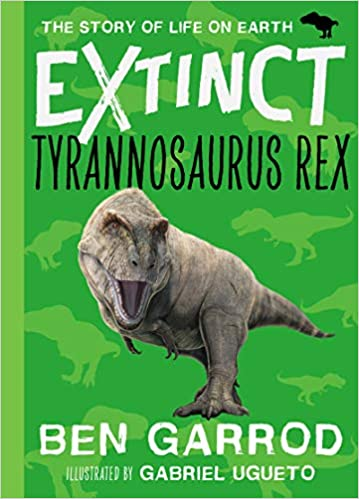 THE STORY OF LIFE ON EARTH
EXTINCT
TYRANNOSAURUS REX
BEN GARROD
ILLUSTRATED BY GABRIEL UGUETO